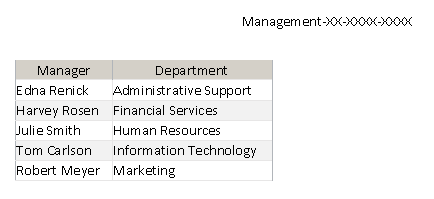 Management-XX-XXXX-XXXX
Manager Department
Edna Renick Administrative Support
Harvey Rosen Financial Services
Julie Smith Human Resources
Tom Carlson Information Technology
Robert Meyer Marketing